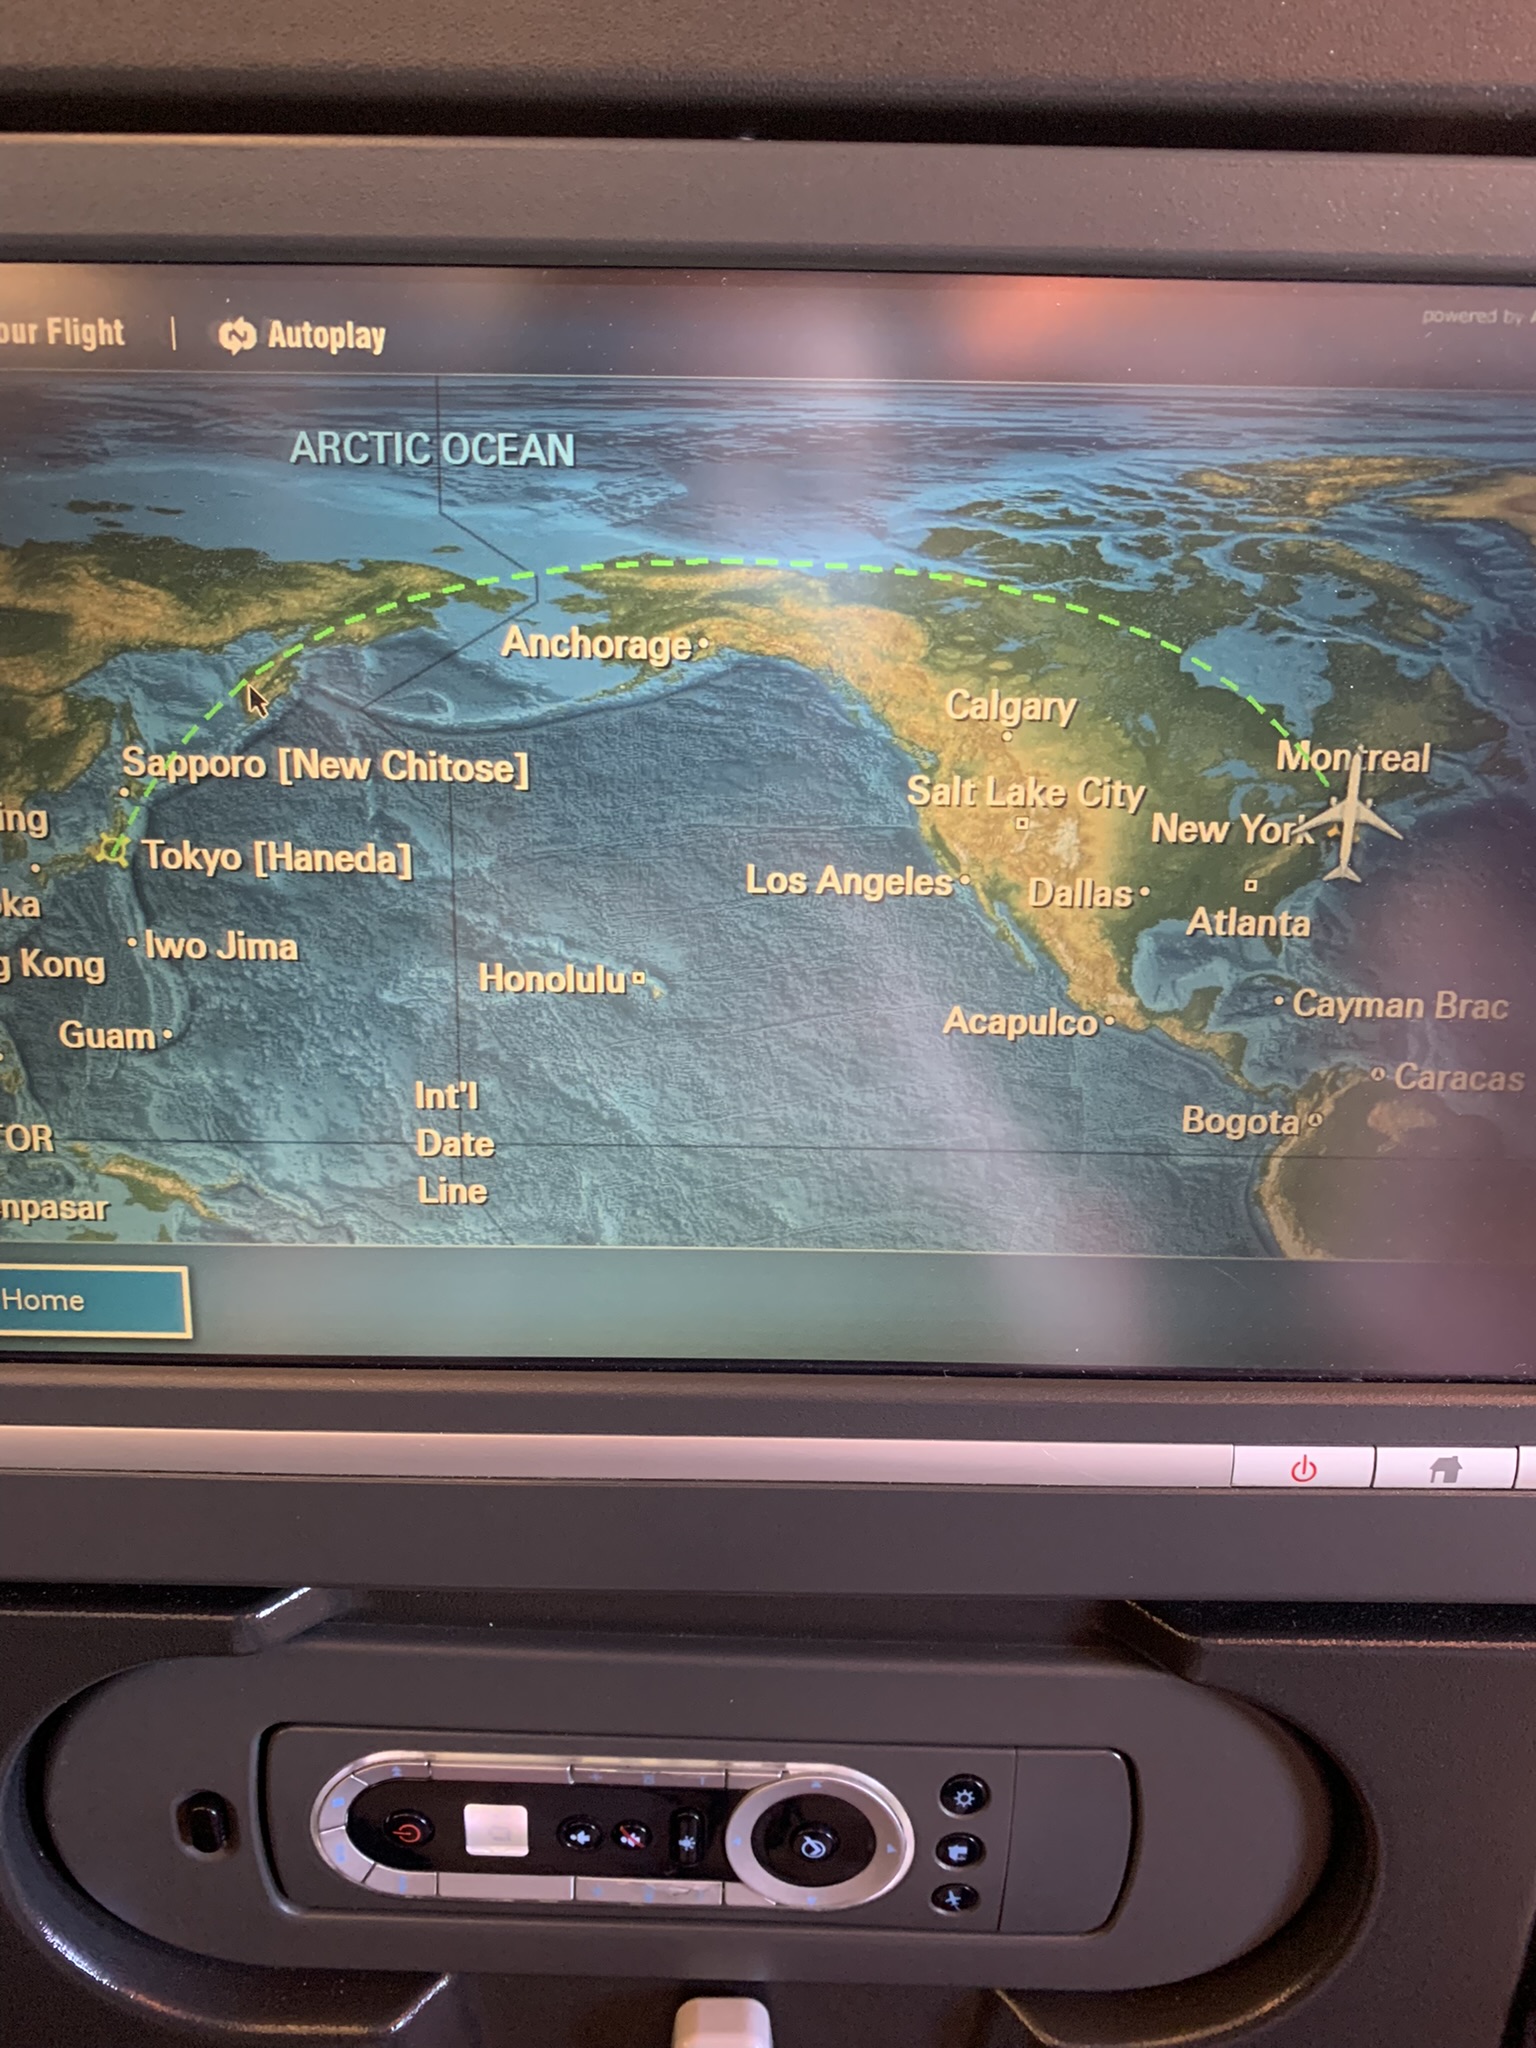 our Flight | Autoplay
powered by A
ARCTIC OCEAN
Anchorage
Calgary
Sapporo [New Chitose]
Montreal
Salt Lake City
ing
New York
Tokyo [Haneda]
Los Angeles
Dallas
ka
Atlanta
Iwo Jima
g Kong
Honolulu
Cayman Brac
Guam
Acapulco
Caracas
Int'l
Date
Line
Bogota
TOR
npasar
Home